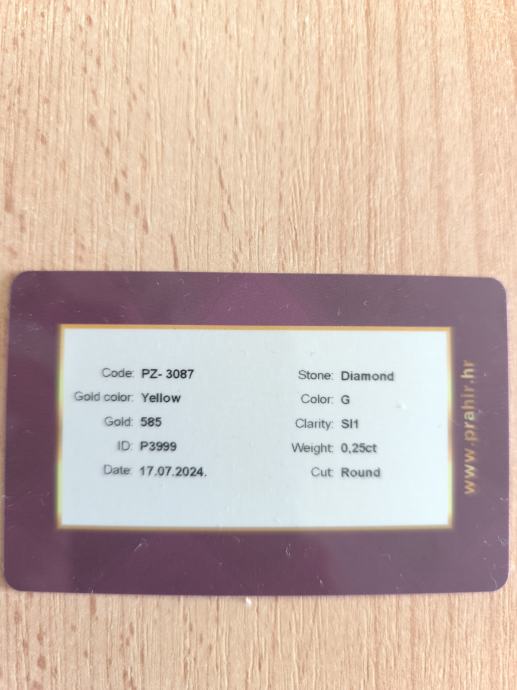 Code: PZ- 3087
Gold color: Yellow
Gold: 585
ID: P3999
Date: 17.07.2024.
Stone: Diamond
Color: G
Clarity: SI1
Weight: 0,25ct
Cut: Round
www.prahir.hr